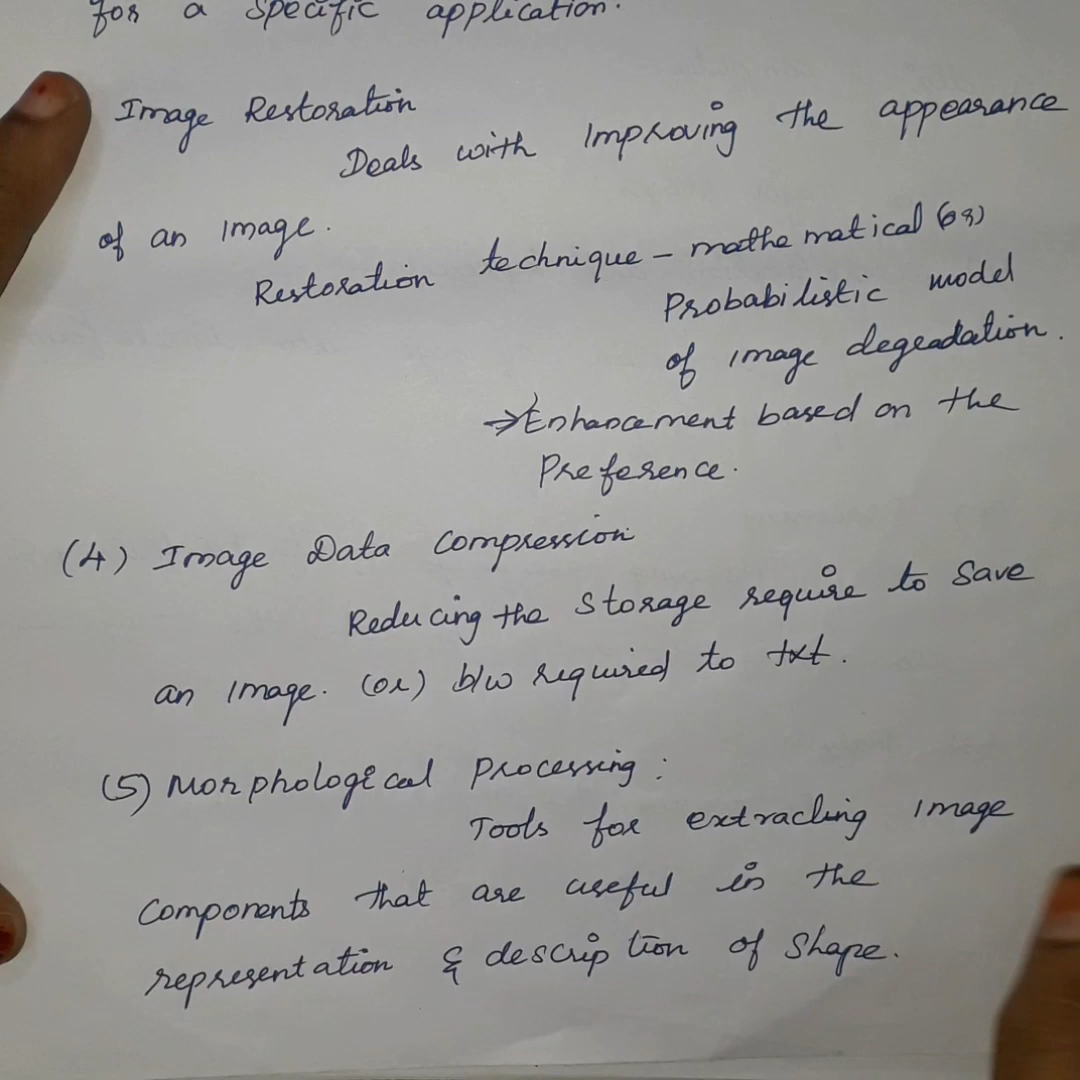 for a specific application.
Image Restoration
Deals with Improving the appearance
of an image.
Restoration technique - mathematical (or)
Probabilistic model
of image degradation.
→ Enhancement based on the
Preference.
(4) Image Data Compression
Reducing the Storage require to Save
an image. (or) b/w required to txt.
(5) Morphological Processing:
Tools for extracting image
Components that are useful in the
representation & description of Shape.